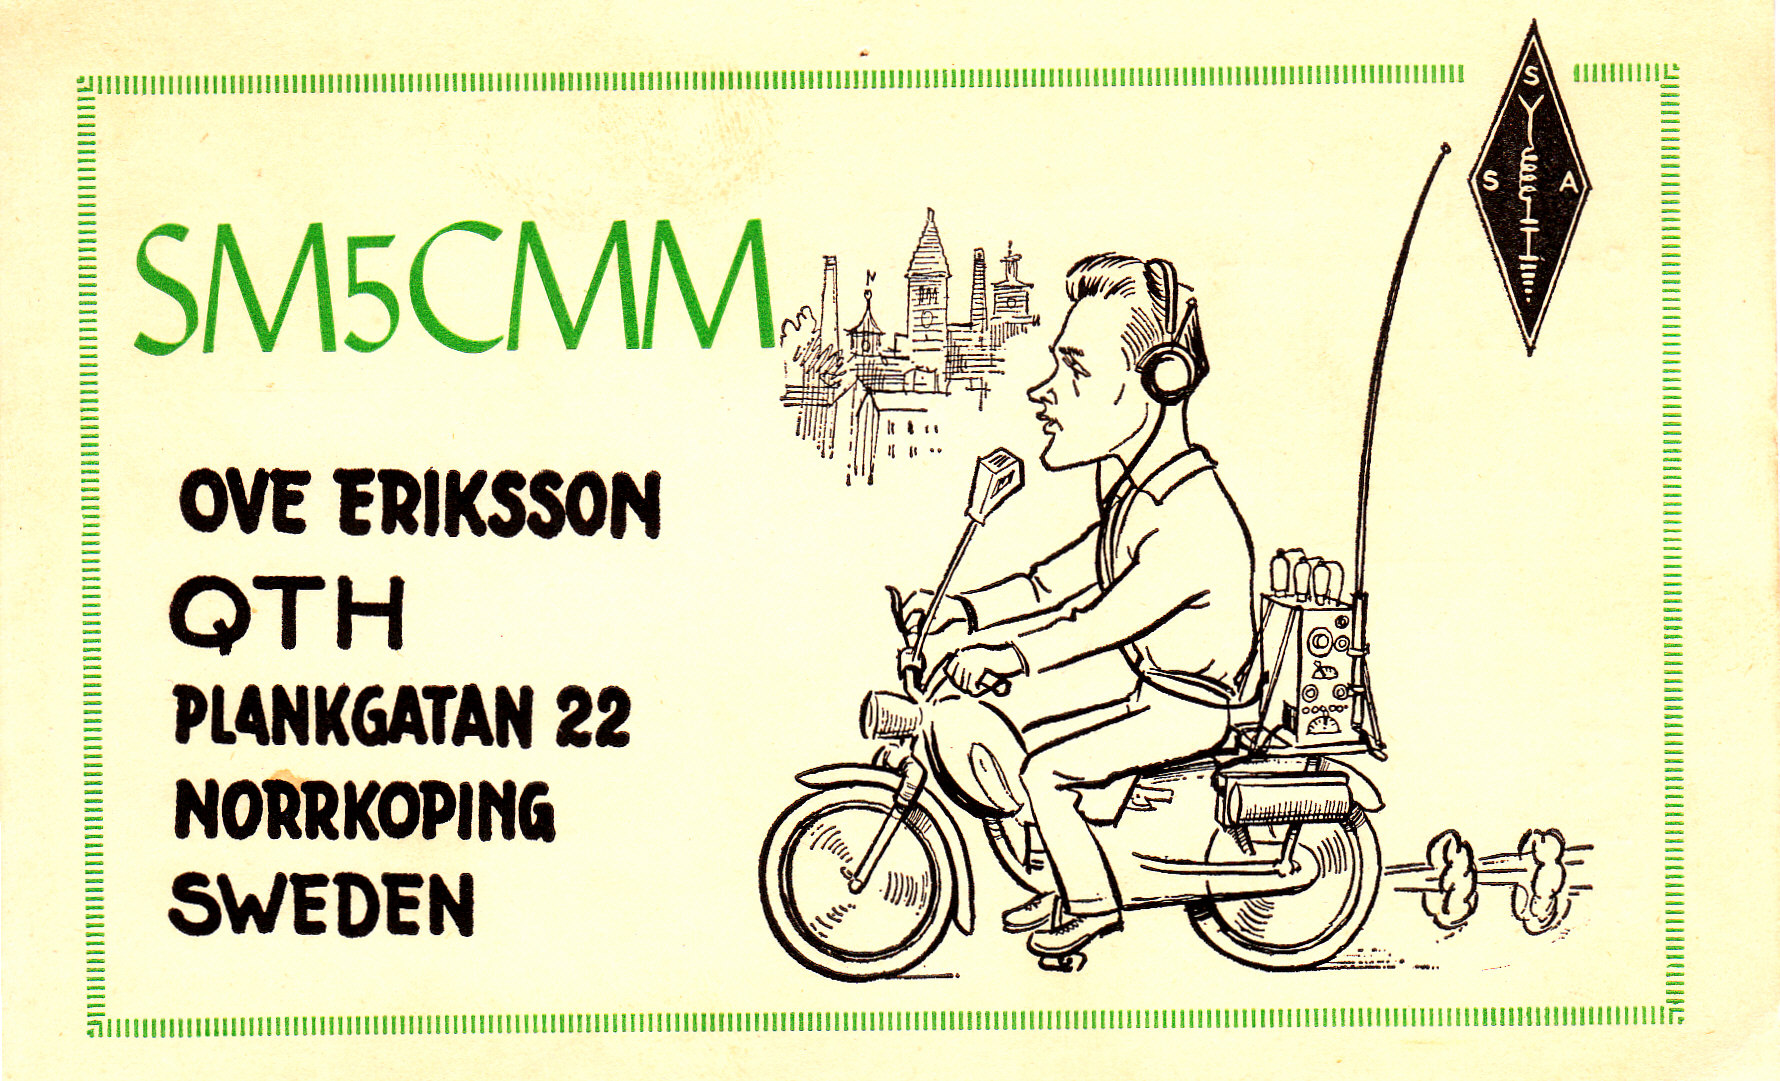 SM5CMM
OVE ERIKSSON
QTH
PLANKGATAN 22
NORRKOPING
SWEDEN
S
S A
N